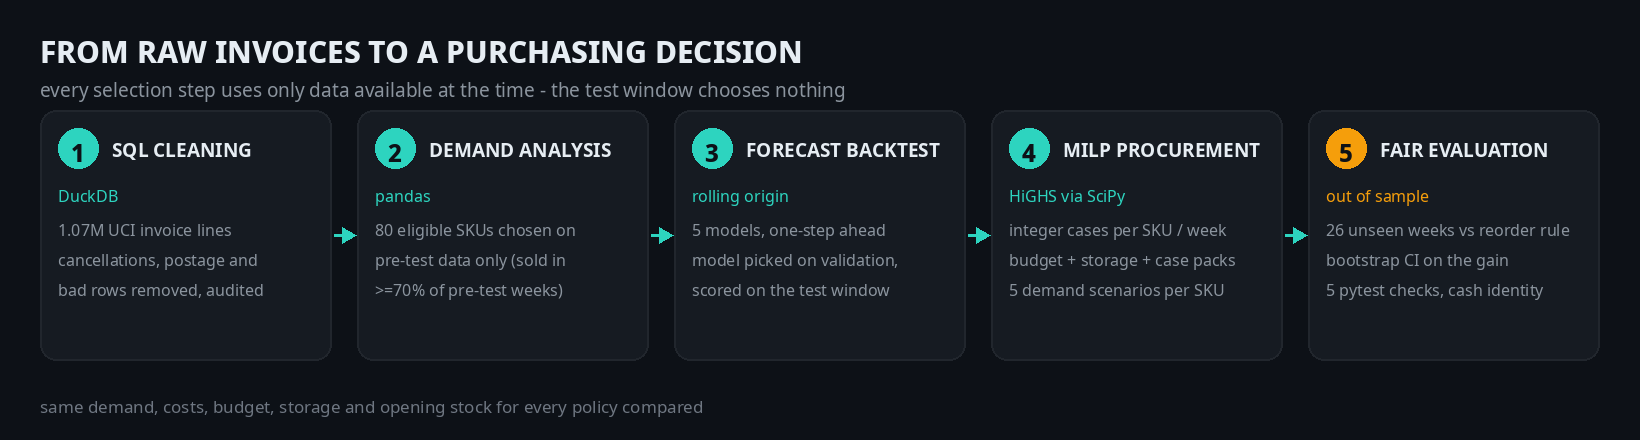 FROM RAW INVOICES TO A PURCHASING DECISION
every selection step uses only data available at the time - the test window chooses nothing
1 SQL CLEANING
DuckDB
1.07M UCI invoice lines
cancellations, postage and
bad rows removed, audited
2 DEMAND ANALYSIS
pandas
80 eligible SKUs chosen on
pre-test data only (sold in
>=70% of pre-test weeks)
3 FORECAST BACKTEST
rolling origin
5 models, one-step ahead
model picked on validation,
scored on the test window
4 MILP PROCUREMENT
HiGHS via SciPy
integer cases per SKU / week
budget + storage + case packs
5 demand scenarios per SKU
5 FAIR EVALUATION
out of sample
26 unseen weeks vs reorder rule
bootstrap CI on the gain
5 pytest checks, cash identity
same demand, costs, budget, storage and opening stock for every policy compared